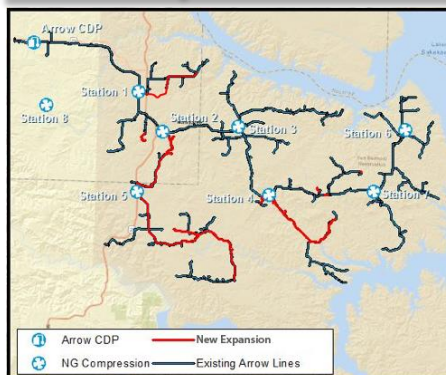 Arrow CDP
Station 1
Station 2
Station 3
Station 6
Station 8
Station 5
Station 4
Station 7
Arrow CDP
New Expansion
NG Compression
Existing Arrow Lines